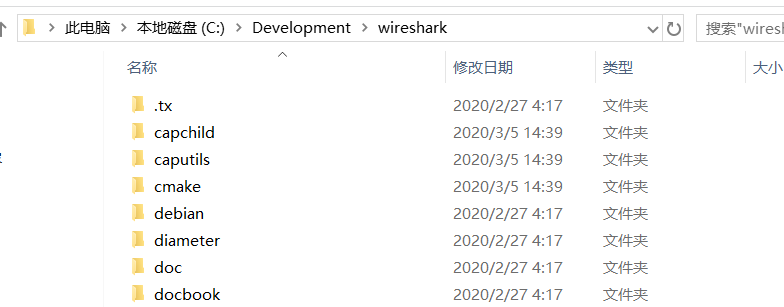 此电脑 > 本地磁盘 (C:) > Development > wireshark 搜索"wiresh
名称 修改日期 类型 大小
.tx 2020/2/27 4:17 文件夹
capchild 2020/3/5 14:39 文件夹
caputils 2020/3/5 14:39 文件夹
cmake 2020/3/5 14:39 文件夹
debian 2020/2/27 4:17 文件夹
diameter 2020/2/27 4:17 文件夹
doc 2020/2/27 4:17 文件夹
docbook 2020/2/27 4:17 文件夹